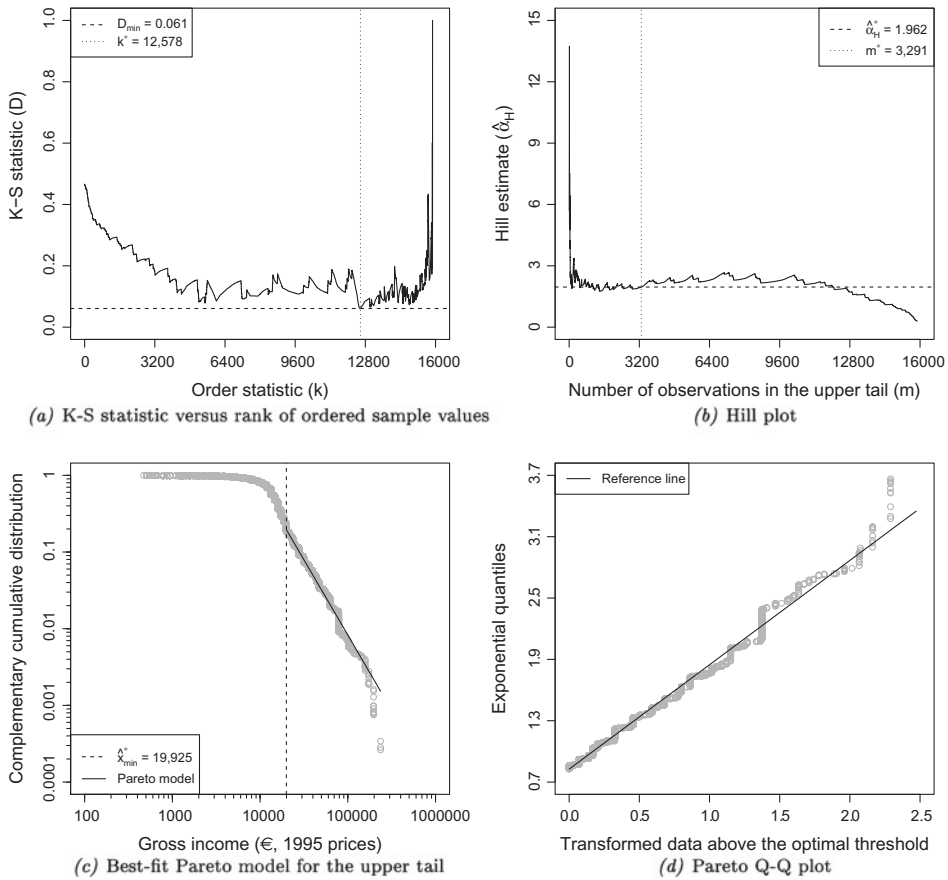 D_min = 0.061
k* = 12,578
K−S statistic (D)
1.0
0.8
0.6
0.4
0.2
0.0
0 3200 6400 9600 12800 16000
Order statistic (k)
(a) K-S statistic versus rank of ordered sample values
α̂*_H = 1.962
m* = 3,291
Hill estimate (α̂_H)
15
12
9
6
3
0
0 3200 6400 9600 12800 16000
Number of observations in the upper tail (m)
(b) Hill plot
Complementary cumulative distribution
1
0.1
0.01
0.001
0.0001
x̂*_min = 19,925
Pareto model
100 1000 10000 100000 1000000
Gross income (€, 1995 prices)
(c) Best-fit Pareto model for the upper tail
Reference line
Exponential quantiles
3.7
3.1
2.5
1.9
1.3
0.7
0.0 0.5 1.0 1.5 2.0 2.5
Transformed data above the optimal threshold
(d) Pareto Q-Q plot